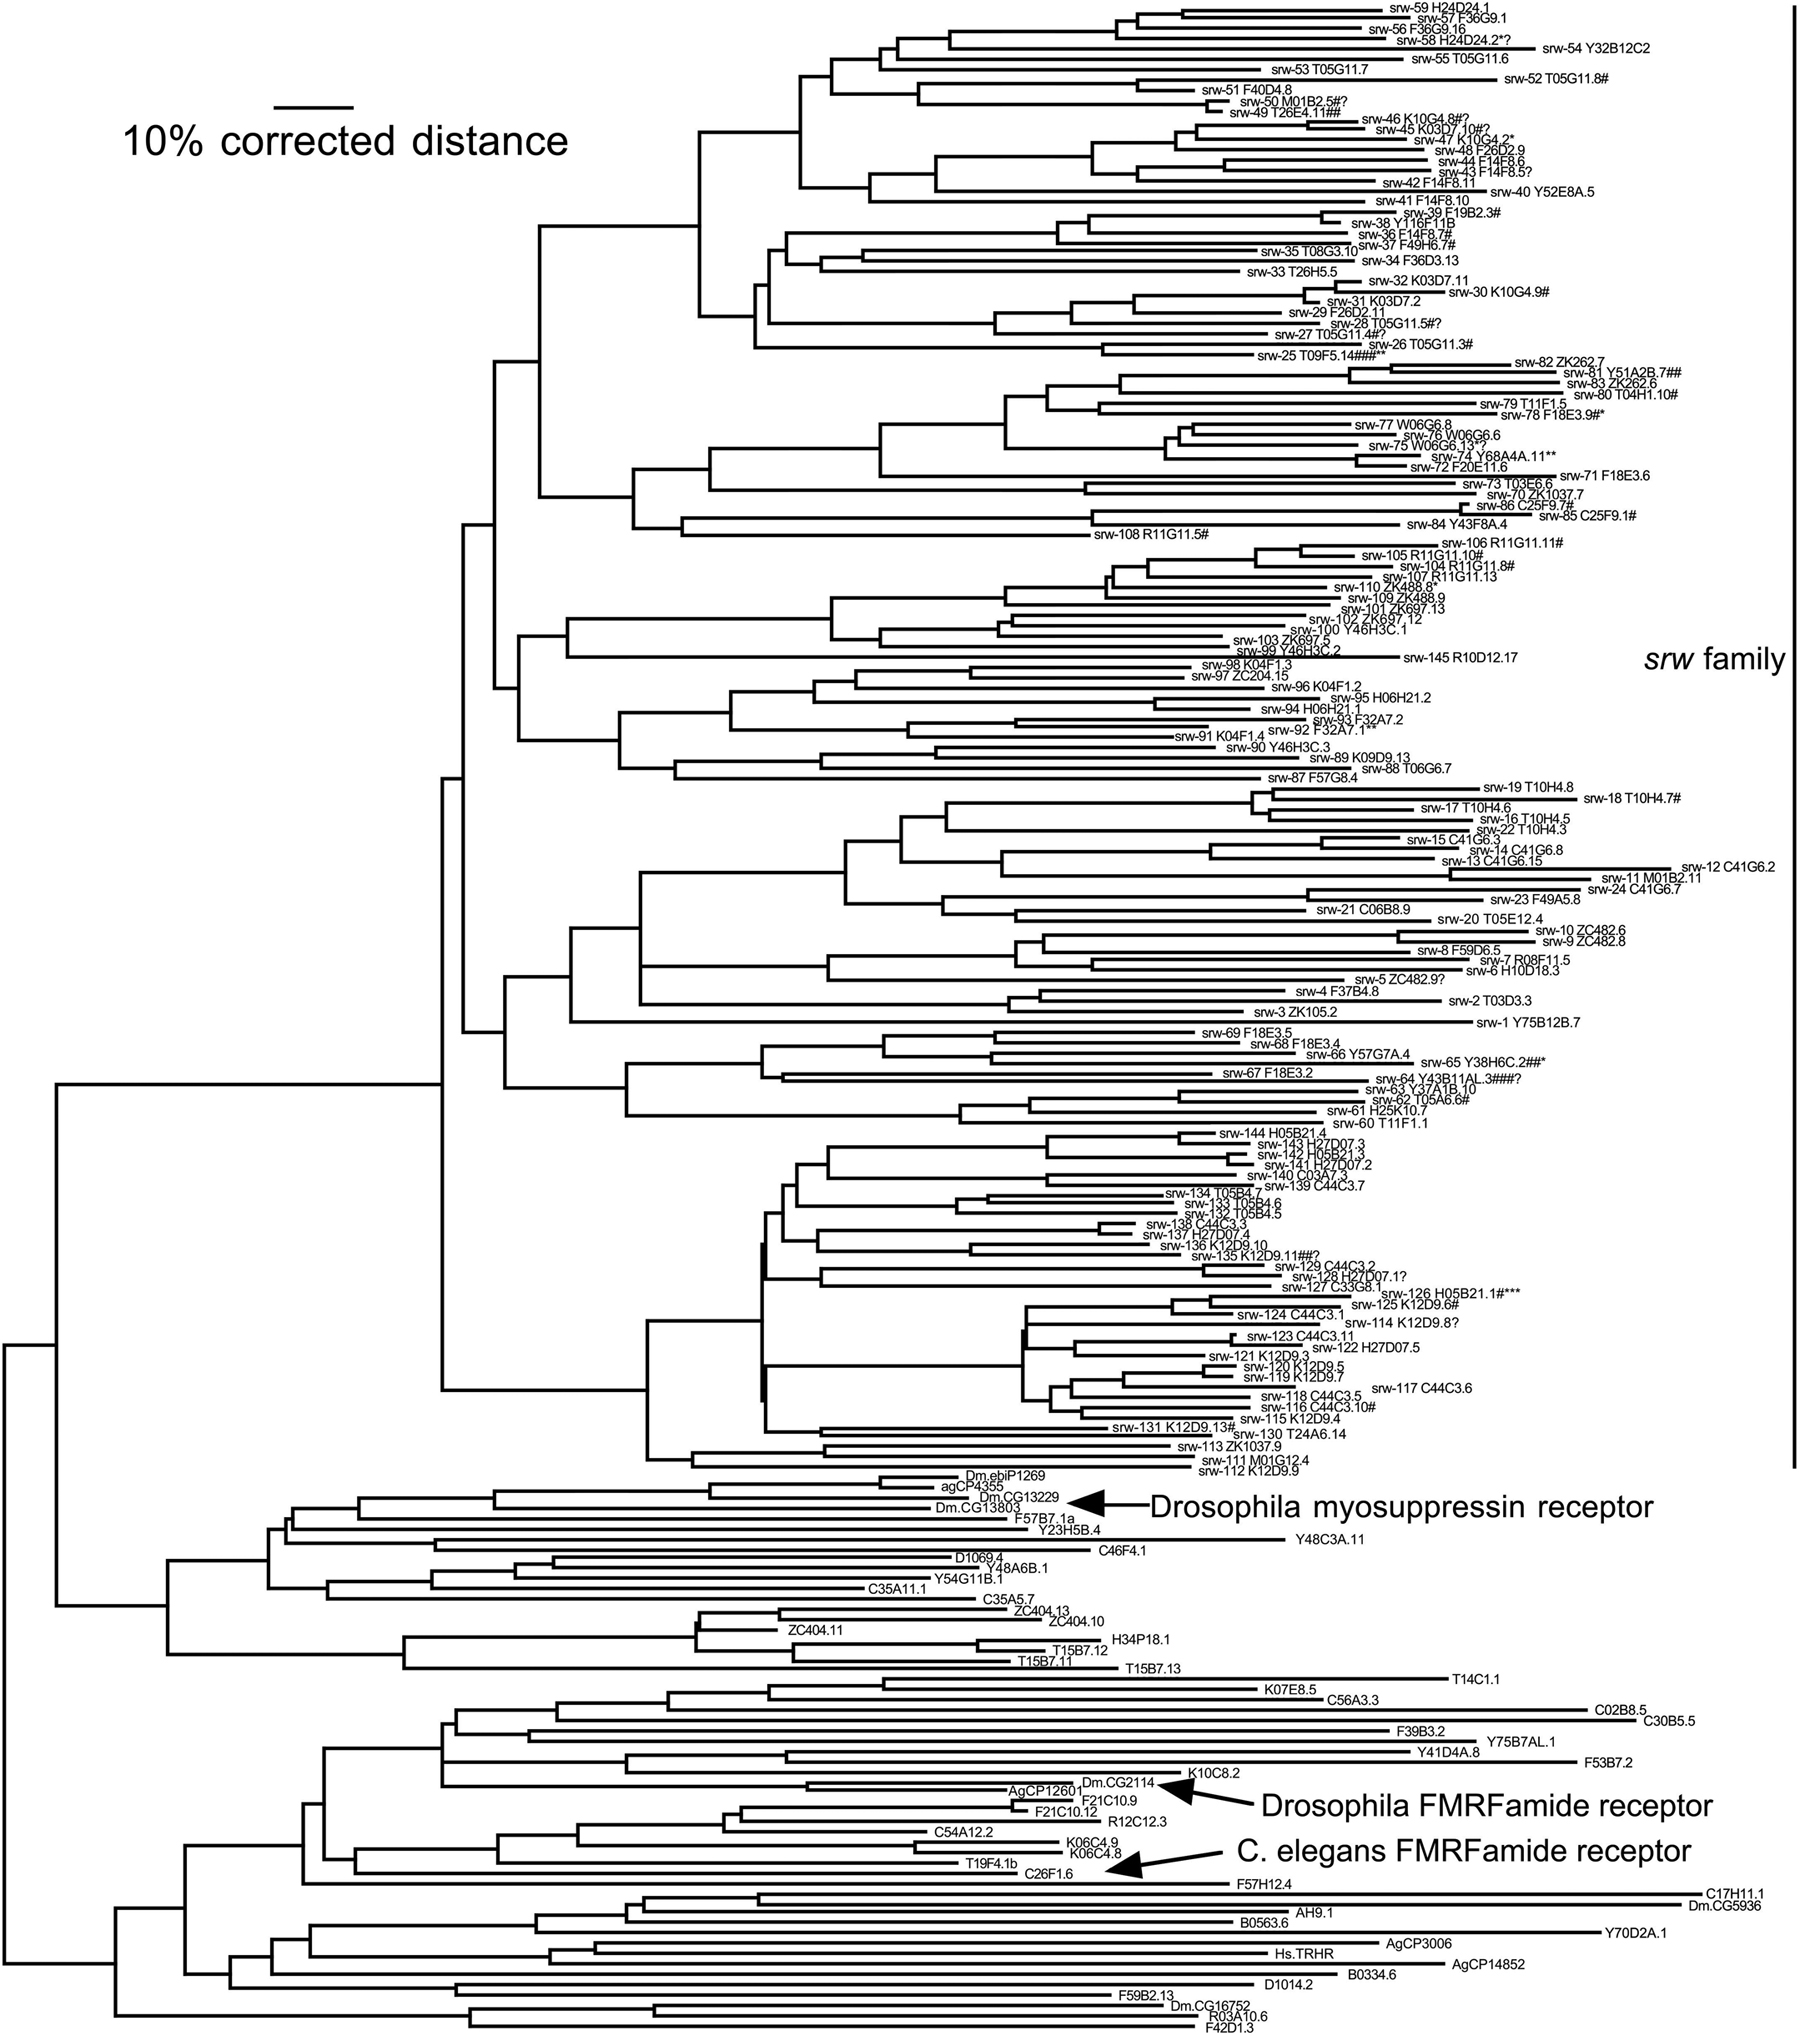 srw-59 H24D24.1
srw-57 F36G9.1
srw-56 F36G9.16
srw-58 H24D24.2*?
srw-54 Y32B12C2
srw-55 T05G11.6
srw-53 T05G11.7
srw-52 T05G11.8#
srw-51 F40D4.8
srw-50 M01B2.5#?
srw-49 T26E4.11##
10% corrected distance
srw-46 K10G4.8#?
srw-45 K03D7.10#?
srw-47 K10G4.2*
srw-48 F26D2.9
srw-44 F14F8.6
srw-43 F14F8.5?
srw-42 F14F8.11
srw-40 Y52E8A.5
srw-41 F14F8.10
srw-39 F19B2.3#
srw-38 Y116F11B
srw-36 F14F8.7#
srw-37 F49H6.7#
srw-35 T08G3.10
srw-34 F36D3.13
srw-33 T26H5.5
srw-32 K03D7.11
srw-30 K10G4.9#
srw-31 K03D7.2
srw-29 F26D2.11
srw-28 T05G11.5#?
srw-27 T05G11.4#?
srw-26 T05G11.3#
srw-25 T09F5.14###**
srw-82 ZK262.7
srw-81 Y51A2B.7##
srw-83 ZK262.6
srw-80 T04H1.10#
srw-79 T11F1.5
srw-78 F18E3.9#*
srw-77 W06G6.8
srw-76 W06G6.6
srw-75 W06G6.13*?
srw-74 Y68A4A.11**
srw-72 F20E11.6
srw-71 F18E3.6
srw-73 T03E6.6
srw-70 ZK1037.7
srw-86 C25F9.7#
srw-85 C25F9.1#
srw-84 Y43F8A.4
srw-108 R11G11.5#
srw-106 R11G11.11#
srw-105 R11G11.10#
srw-104 R11G11.8#
srw-107 R11G11.13
srw-110 ZK488.8*
srw-109 ZK488.9
srw-101 ZK697.13
srw-102 ZK697.12
srw-100 Y46H3C.1
srw-103 ZK697.5
srw-99 Y46H3C.2
srw-145 R10D12.17
srw family
srw-98 K04F1.3
srw-97 ZC204.15
srw-96 K04F1.2
srw-95 H06H21.2
srw-94 H06H21.1
srw-93 F32A7.2
srw-92 F32A7.1**
srw-91 K04F1.4
srw-90 Y46H3C.3
srw-89 K09D9.13
srw-88 T06G6.7
srw-87 F57G8.4
srw-19 T10H4.8
srw-18 T10H4.7#
srw-17 T10H4.6
srw-16 T10H4.5
srw-22 T10H4.3
srw-15 C41G6.3
srw-14 C41G6.8
srw-13 C41G6.15
srw-12 C41G6.2
srw-11 M01B2.11
srw-24 C41G6.7
srw-23 F49A5.8
srw-21 C06B8.9
srw-20 T05E12.4
srw-10 ZC482.6
srw-9 ZC482.8
srw-8 F59D6.5
srw-7 R08F11.5
srw-6 H10D18.3
srw-5 ZC482.9?
srw-4 F37B4.8
srw-2 T03D3.3
srw-3 ZK105.2
srw-1 Y75B12B.7
srw-69 F18E3.5
srw-68 F18E3.4
srw-66 Y57G7A.4
srw-65 Y38H6C.2##*
srw-67 F18E3.2
srw-64 Y43B11AL.3###?
srw-63 Y37A1B.10
srw-62 T05A6.6#
srw-61 H25K10.7
srw-60 T11F1.1
srw-144 H05B21.4
srw-143 H27D07.3
srw-142 H05B21.3
srw-141 H27D07.2
srw-140 C03A7.3
srw-139 C44C3.7
srw-134 T05B4.7
srw-133 T05B4.6
srw-132 T05B4.5
srw-138 C44C3.3
srw-137 H27D07.4
srw-136 K12D9.10
srw-135 K12D9.11##?
srw-129 C44C3.2
srw-128 H27D07.1?
srw-127 C33G8.1
srw-126 H05B21.1#***
srw-125 K12D9.6#
srw-124 C44C3.1
srw-114 K12D9.8?
srw-123 C44C3.11
srw-122 H27D07.5
srw-121 K12D9.3
srw-120 K12D9.5
srw-119 K12D9.7
srw-117 C44C3.6
srw-118 C44C3.5
srw-116 C44C3.10#
srw-115 K12D9.4
srw-131 K12D9.13#
srw-130 T24A6.14
srw-113 ZK1037.9
srw-111 M01G12.4
srw-112 K12D9.9
Dm.ebiP1269
agCP4355
Dm.CG13229
Drosophila myosuppressin receptor
Dm.CG13803
F57B7.1a
Y23H5B.4
Y48C3A.11
C46F4.1
D1069.4
Y48A6B.1
Y54G11B.1
C35A11.1
C35A5.7
ZC404.13
ZC404.10
ZC404.11
H34P18.1
T15B7.12
T15B7.11
T15B7.13
T14C1.1
K07E8.5
C56A3.3
C02B8.5
C30B5.5
F39B3.2
Y75B7AL.1
Y41D4A.8
F53B7.2
K10C8.2
Dm.CG2114
AgCP12601
Drosophila FMRFamide receptor
F21C10.9
F21C10.12
R12C12.3
C54A12.2
K06C4.9
C. elegans FMRFamide receptor
K06C4.8
T19F4.1b
C26F1.6
F57H12.4
C17H11.1
Dm.CG5936
AH9.1
B0563.6
Y70D2A.1
AgCP3006
Hs.TRHR
AgCP14852
B0334.6
D1014.2
F59B2.13
Dm.CG16752
R03A10.6
F42D1.3